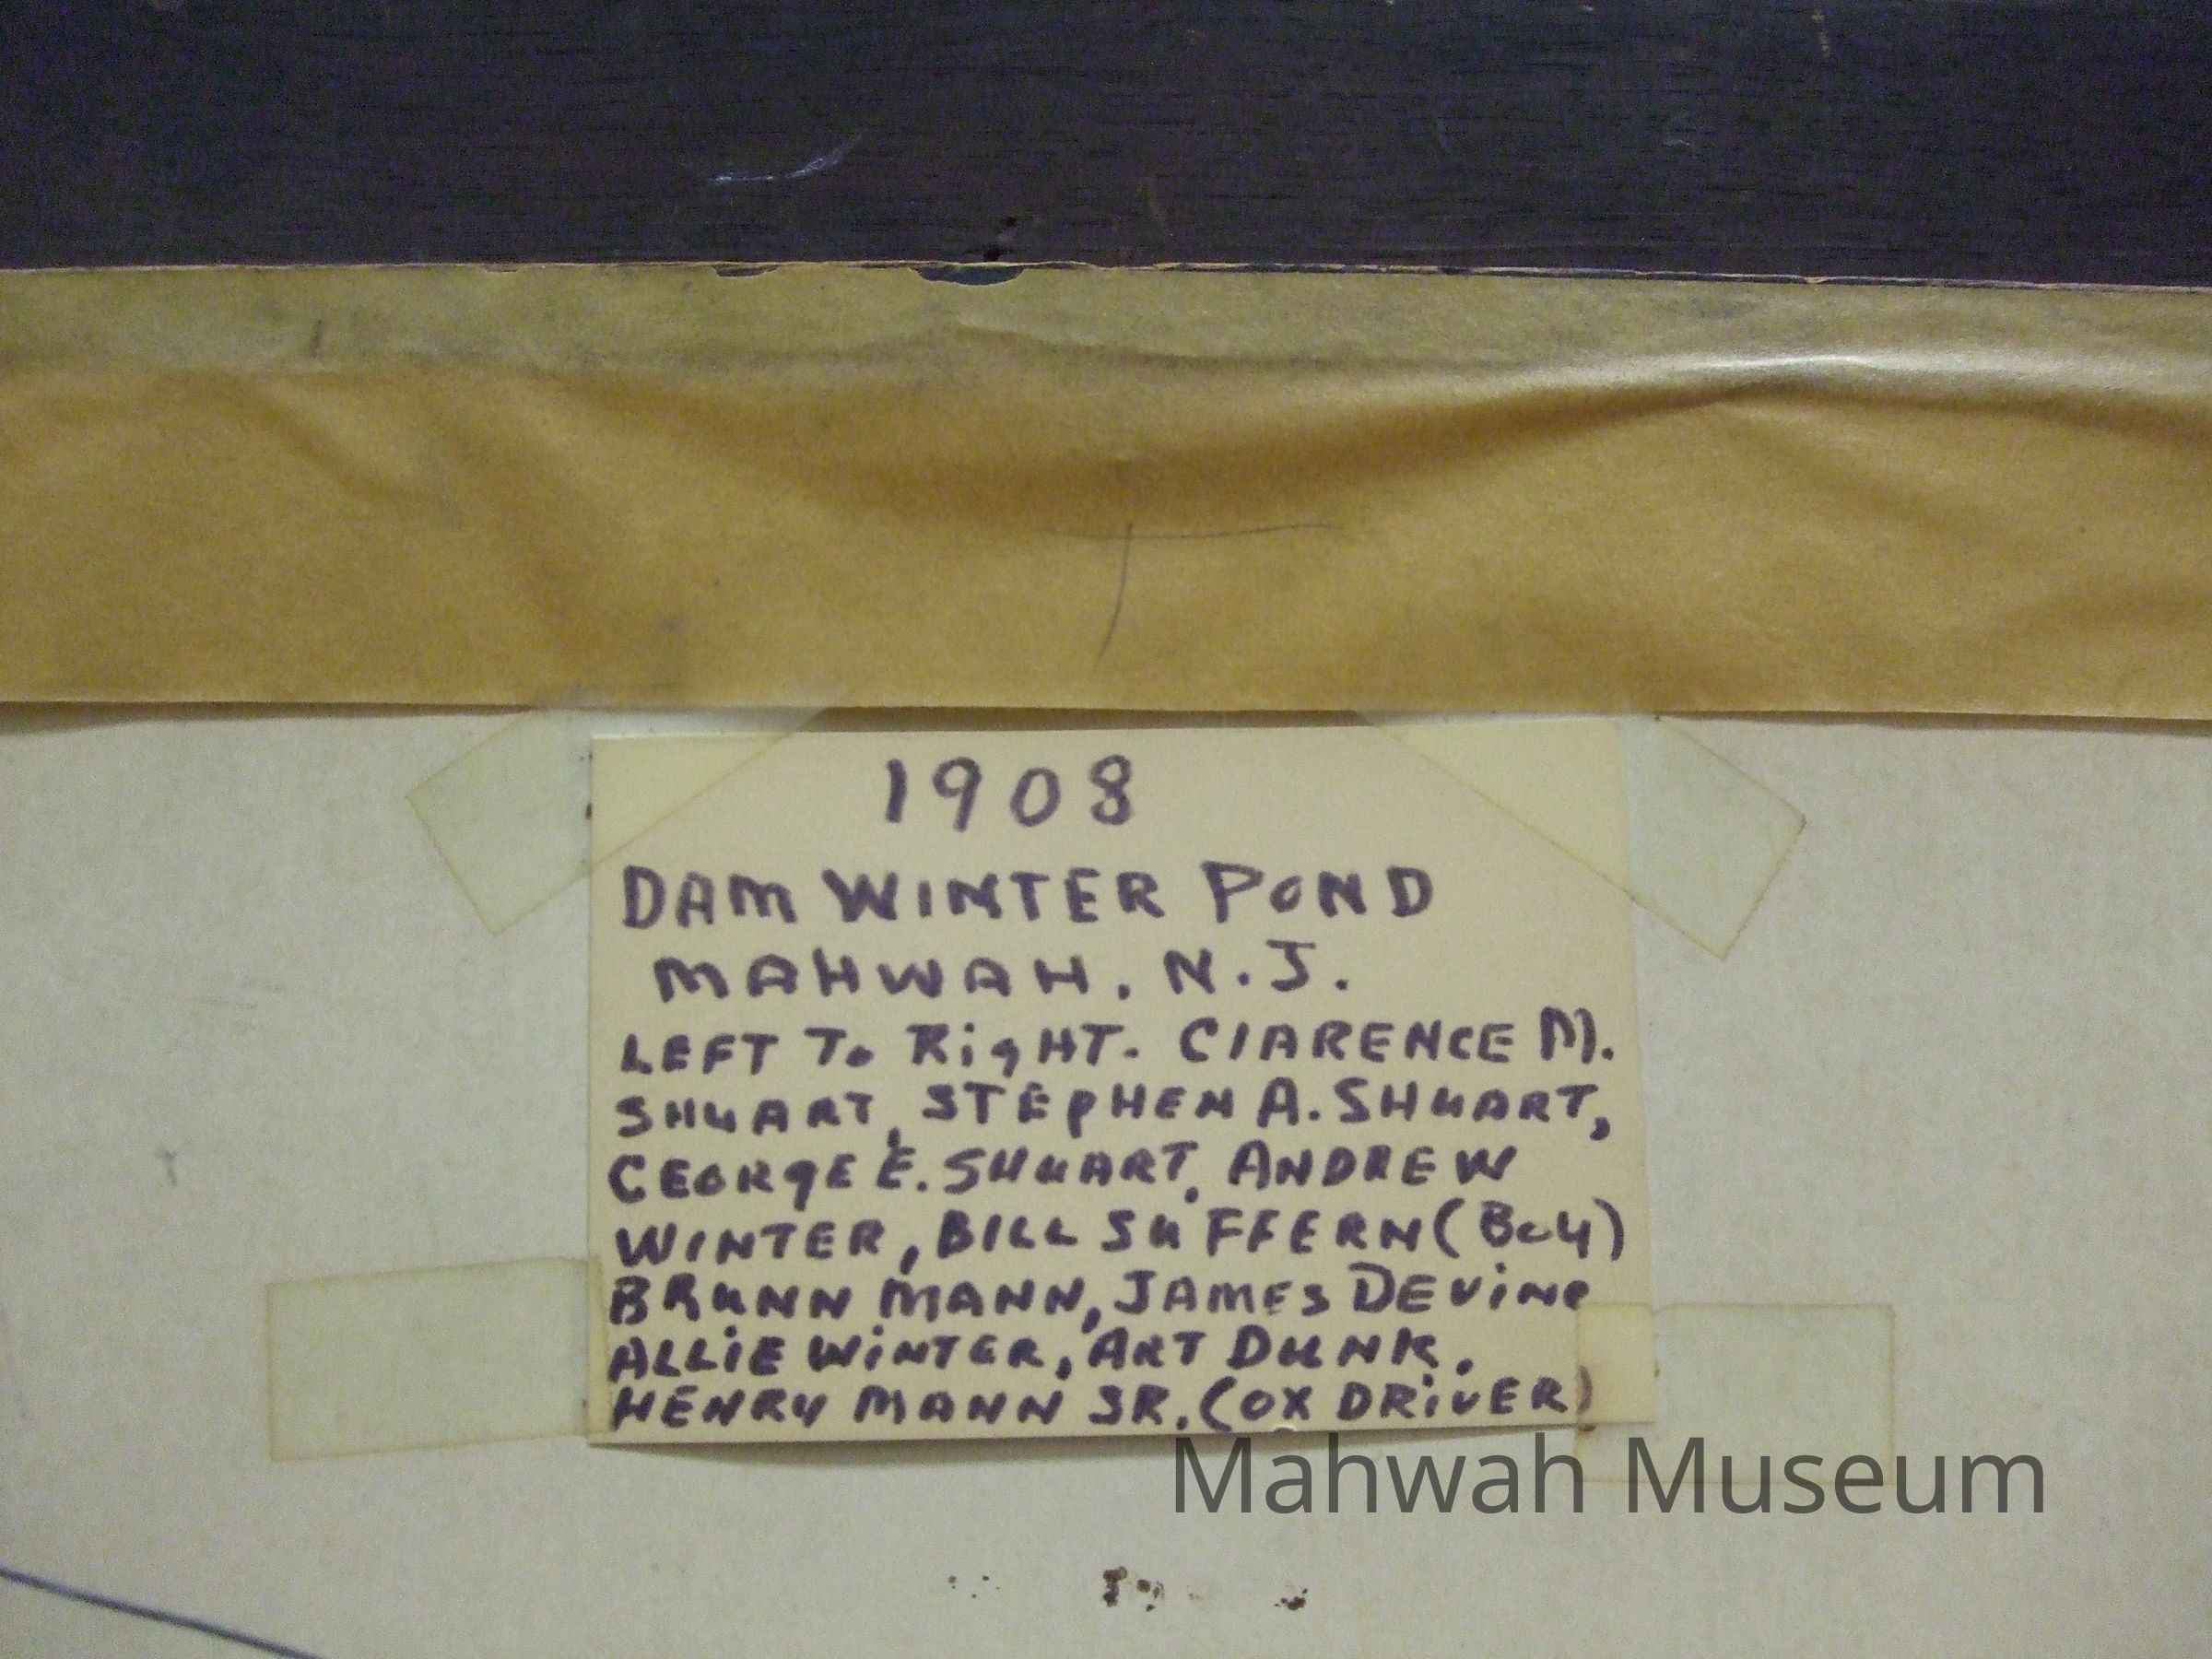 1908
DAM WINTER POND
MAHWAH. N.J.
LEFT To RigHT. ClARENCE M.
SHUART, STEpHEN A. SHUART,
GEORgE E. SHUART, ANDREW
WINTER, BILL SUFFERN (BoY)
BRUNN MANN, JAMES DEViNe
ALLiE WiNTER, ART DUNK.
HENRY MANN SR. (OX DRiVER)
Mahwah Museum